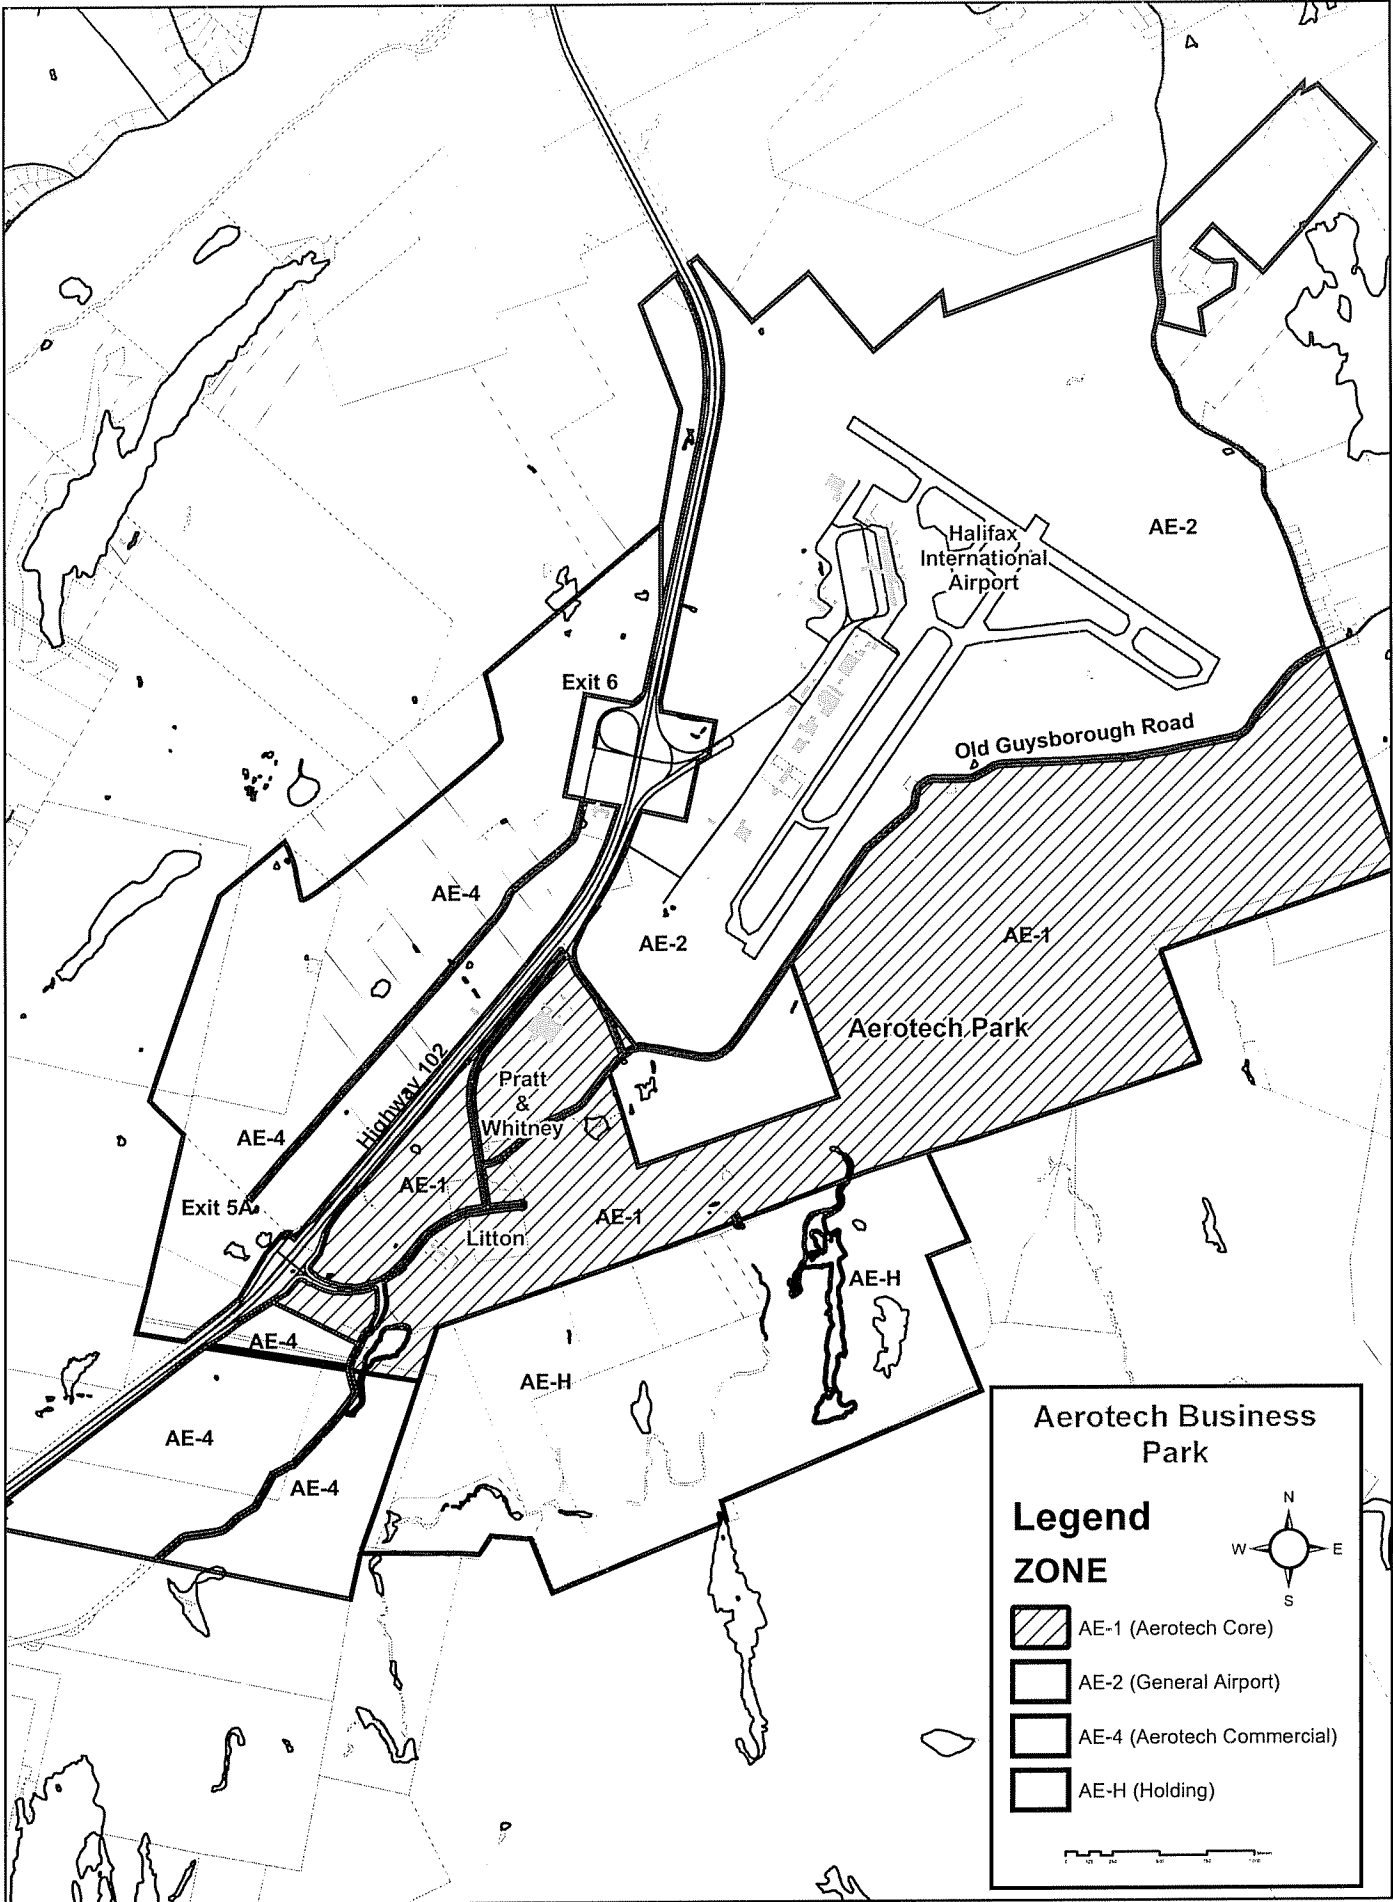 AE-2
Halifax
International
Airport
Exit 6
Old Guysborough Road
AE-4
AE-2
AE-1
Aerotech Park
Highway 102
Pratt
&
Whitney
AE-4
AE-1
Exit 5A
AE-1
Litton
AE-H
AE-4
AE-H
AE-4
AE-4
Aerotech Business
Park
Legend
ZONE
N
W E
S
AE-1 (Aerotech Core)
AE-2 (General Airport)
AE-4 (Aerotech Commercial)
AE-H (Holding)